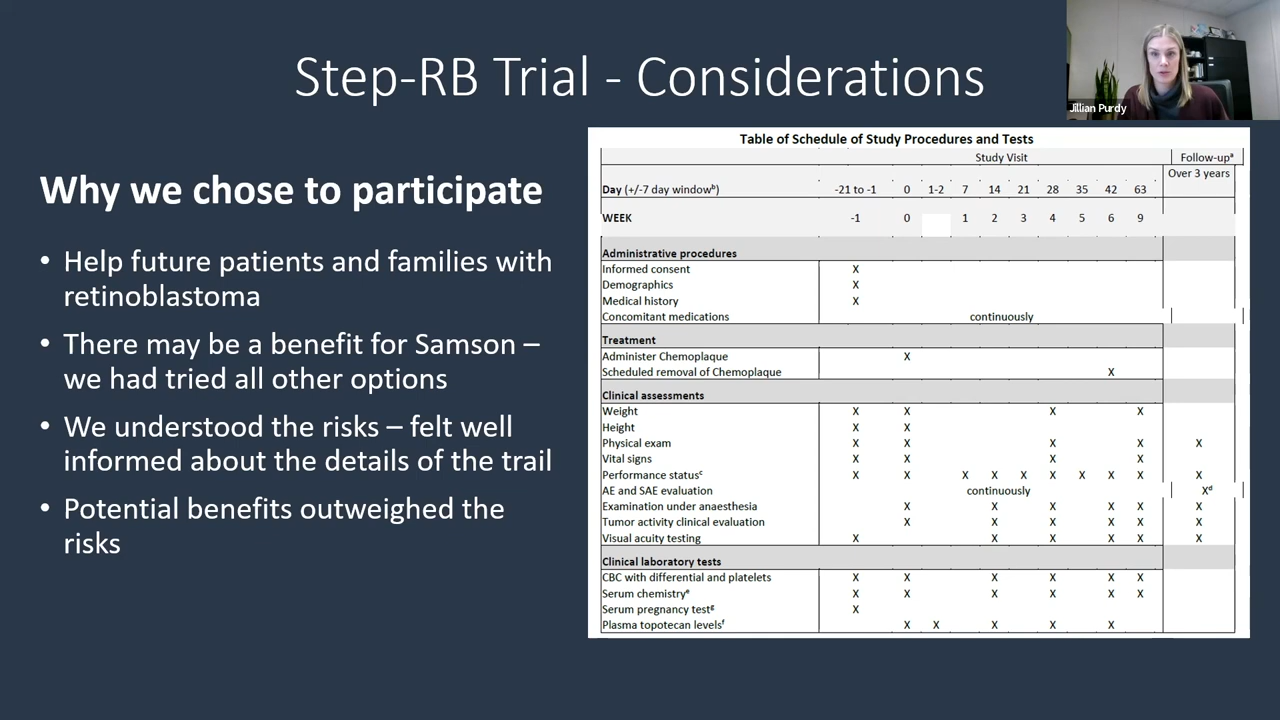 Step-RB Trial - Considerations
Jillian Purdy
Why we chose to participate
• Help future patients and families with
retinoblastoma
• There may be a benefit for Samson –
we had tried all other options
• We understood the risks – felt well
informed about the details of the trail
• Potential benefits outweighed the
risks
Table of Schedule of Study Procedures and Tests
Study Visit Follow-upᵃ
Day (+/-7 day windowᵇ) -21 to -1 0 1-2 7 14 21 28 35 42 63 Over 3 years
WEEK -1 0 1 2 3 4 5 6 9
Administrative procedures
Informed consent X
Demographics X
Medical history X
Concomitant medications continuously
Treatment
Administer Chemoplaque X
Scheduled removal of Chemoplaque X
Clinical assessments
Weight X X X X
Height X X
Physical exam X X X X X
Vital signs X X X X
Performance statusᶜ X X X X X X X X X X
AE and SAE evaluation continuously Xᵈ
Examination under anaesthesia X X X X X X
Tumor activity clinical evaluation X X X X X X
Visual acuity testing X X X X X X
Clinical laboratory tests
CBC with differential and platelets X X X X X X
Serum chemistryᵉ X X X X X X
Serum pregnancy testᵍ X
Plasma topotecan levelsᶠ X X X X X